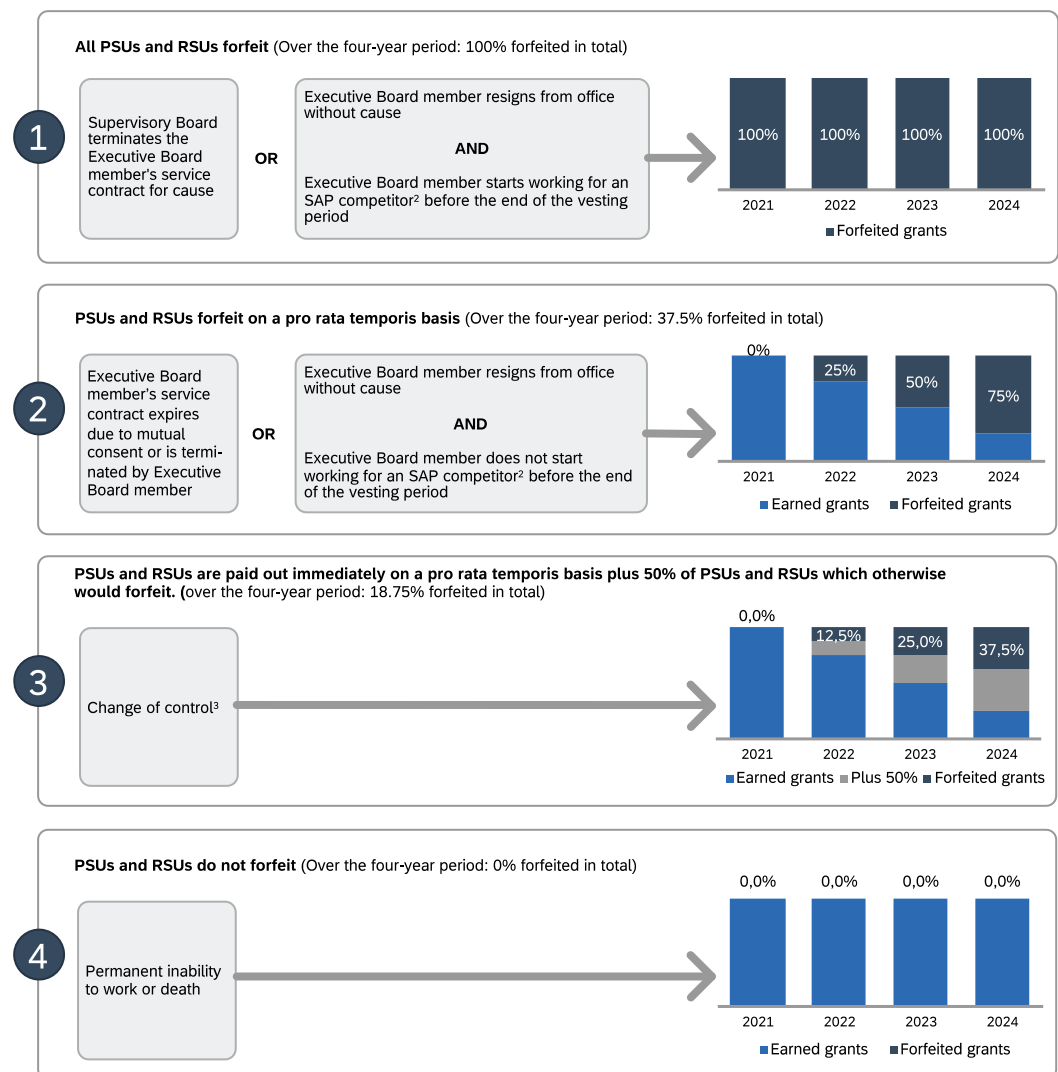 All PSUs and RSUs forfeit (Over the four-year period: 100% forfeited in total)
1
Supervisory Board
terminates the
Executive Board
member's service
contract for cause
OR
Executive Board member resigns from office
without cause
AND
Executive Board member starts working for an
SAP competitor² before the end of the vesting
period
100% 100% 100% 100%
2021 2022 2023 2024
Forfeited grants
PSUs and RSUs forfeit on a pro rata temporis basis (Over the four-year period: 37.5% forfeited in total)
2
Executive Board
member's service
contract expires
due to mutual
consent or is termi-
nated by Executive
Board member
OR
Executive Board member resigns from office
without cause
AND
Executive Board member does not start
working for an SAP competitor² before the end
of the vesting period
0% 25% 50% 75%
2021 2022 2023 2024
Earned grants Forfeited grants
PSUs and RSUs are paid out immediately on a pro rata temporis basis plus 50% of PSUs and RSUs which otherwise
would forfeit. (over the four-year period: 18.75% forfeited in total)
3
Change of control³
0,0% 12,5% 25,0% 37,5%
2021 2022 2023 2024
Earned grants Plus 50% Forfeited grants
PSUs and RSUs do not forfeit (Over the four-year period: 0% forfeited in total)
4
Permanent inability
to work or death
0,0% 0,0% 0,0% 0,0%
2021 2022 2023 2024
Earned grants Forfeited grants